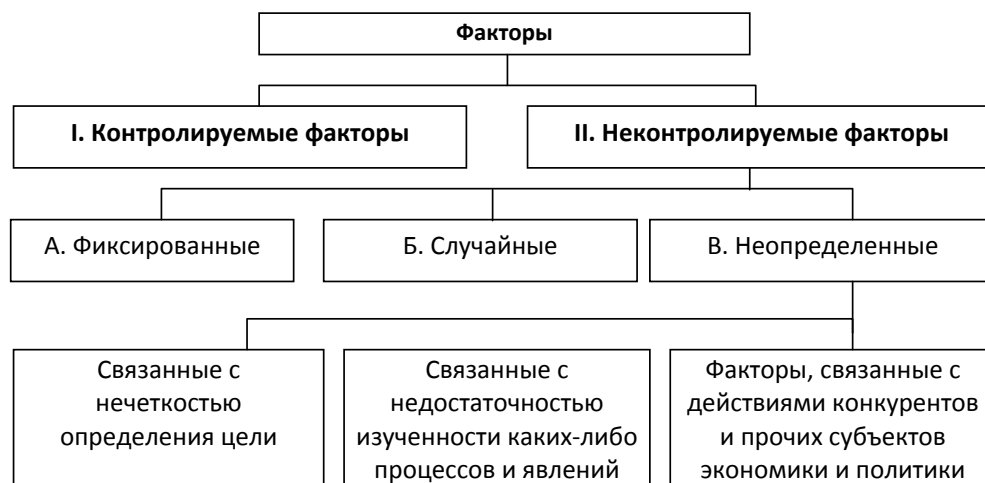 Факторы
I. Контролируемые факторы
II. Неконтролируемые факторы
А. Фиксированные
Б. Случайные
В. Неопределенные
Связанные с
нечеткостью
определения цели
Связанные с
недостаточностью
изученности каких-либо
процессов и явлений
Факторы, связанные с
действиями конкурентов
и прочих субъектов
экономики и политики